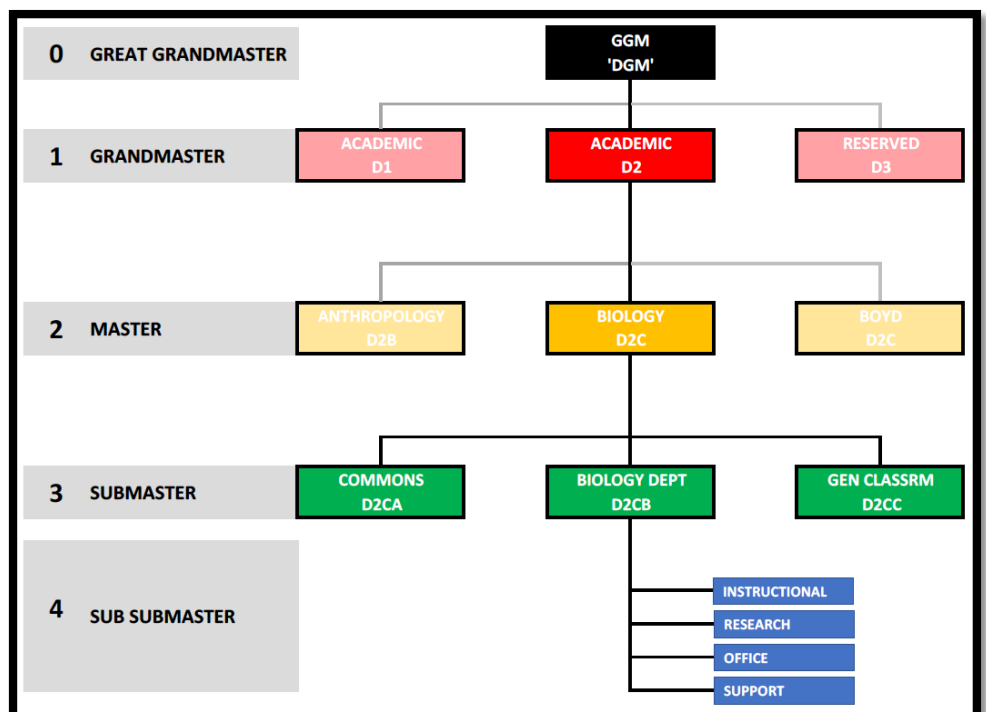 0 GREAT GRANDMASTER
GGM
'DGM'
1 GRANDMASTER
ACADEMIC
D1
ACADEMIC
D2
RESERVED
D3
2 MASTER
ANTHROPOLOGY
D2B
BIOLOGY
D2C
BOYD
D2C
3 SUBMASTER
COMMONS
D2CA
BIOLOGY DEPT
D2CB
GEN CLASSRM
D2CC
4 SUB SUBMASTER
INSTRUCTIONAL
RESEARCH
OFFICE
SUPPORT